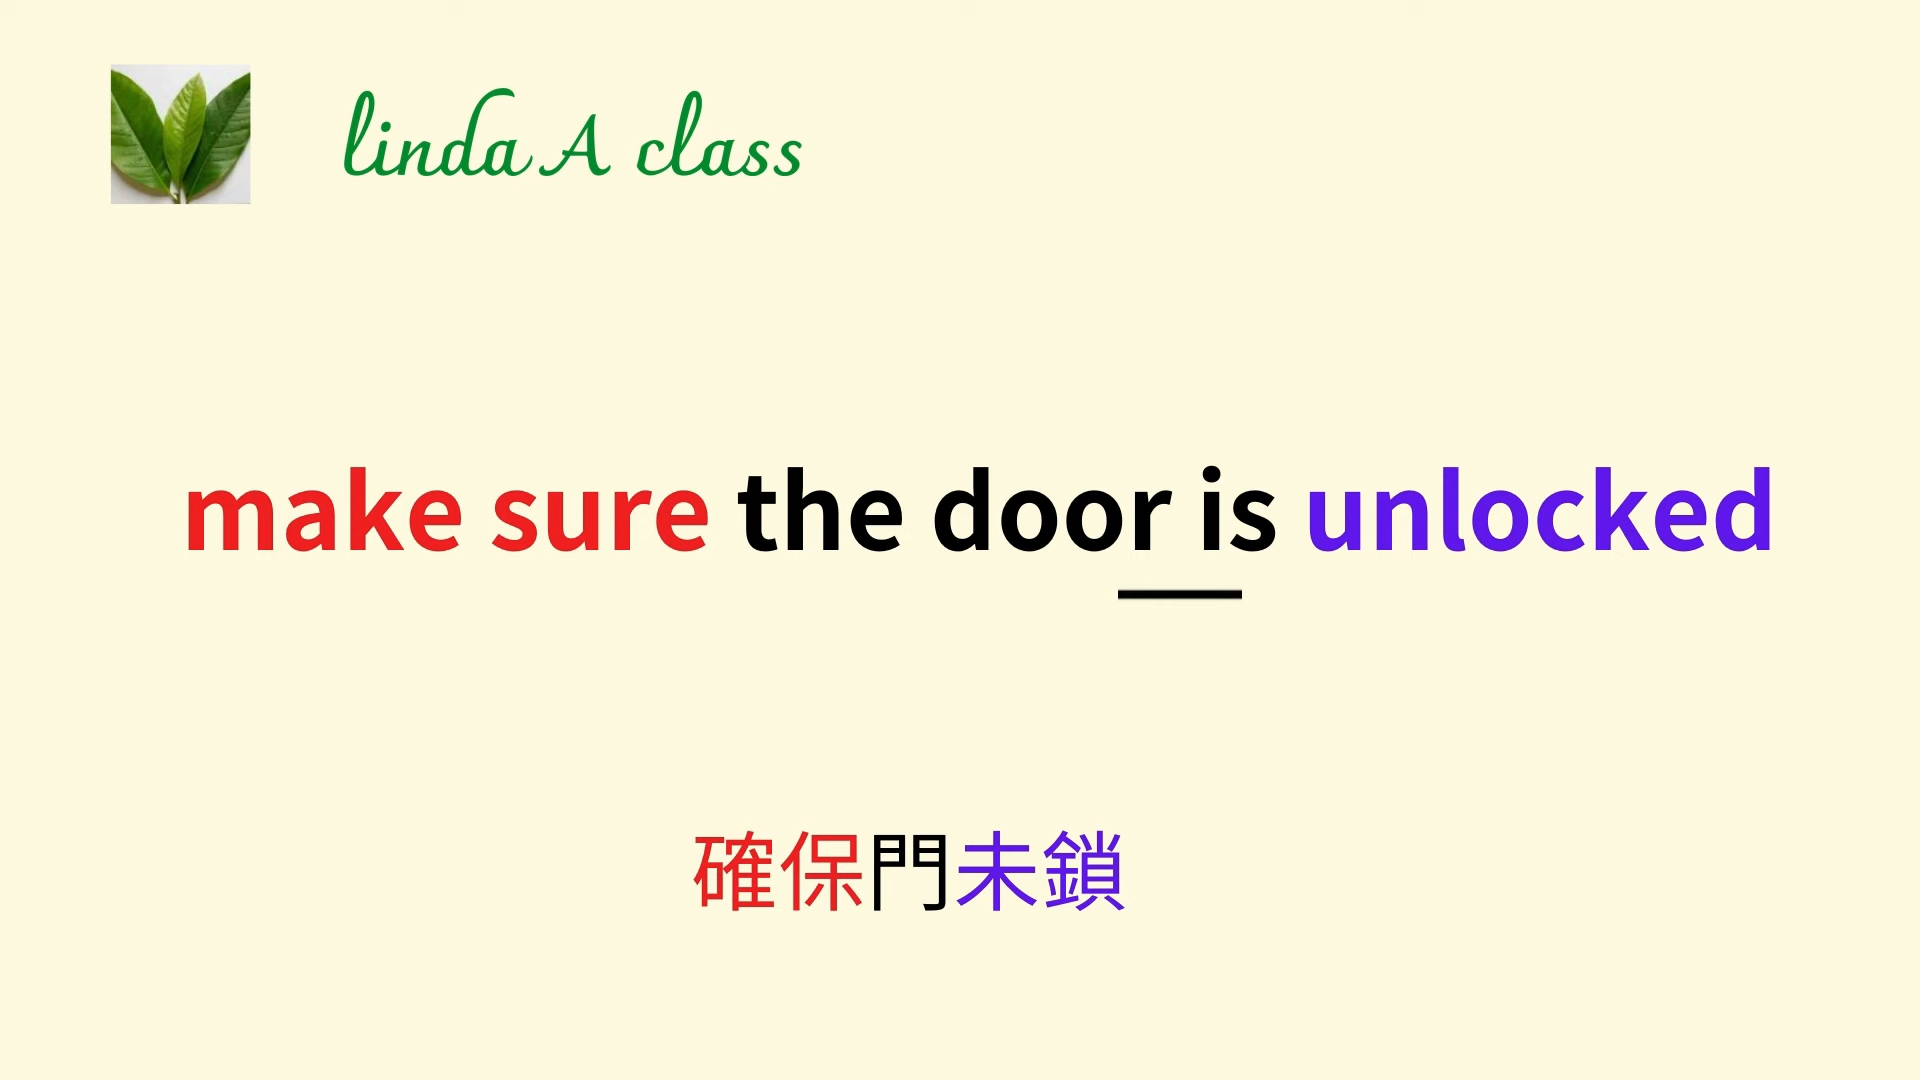 linda A class
make sure the door is unlocked
確保門未鎖